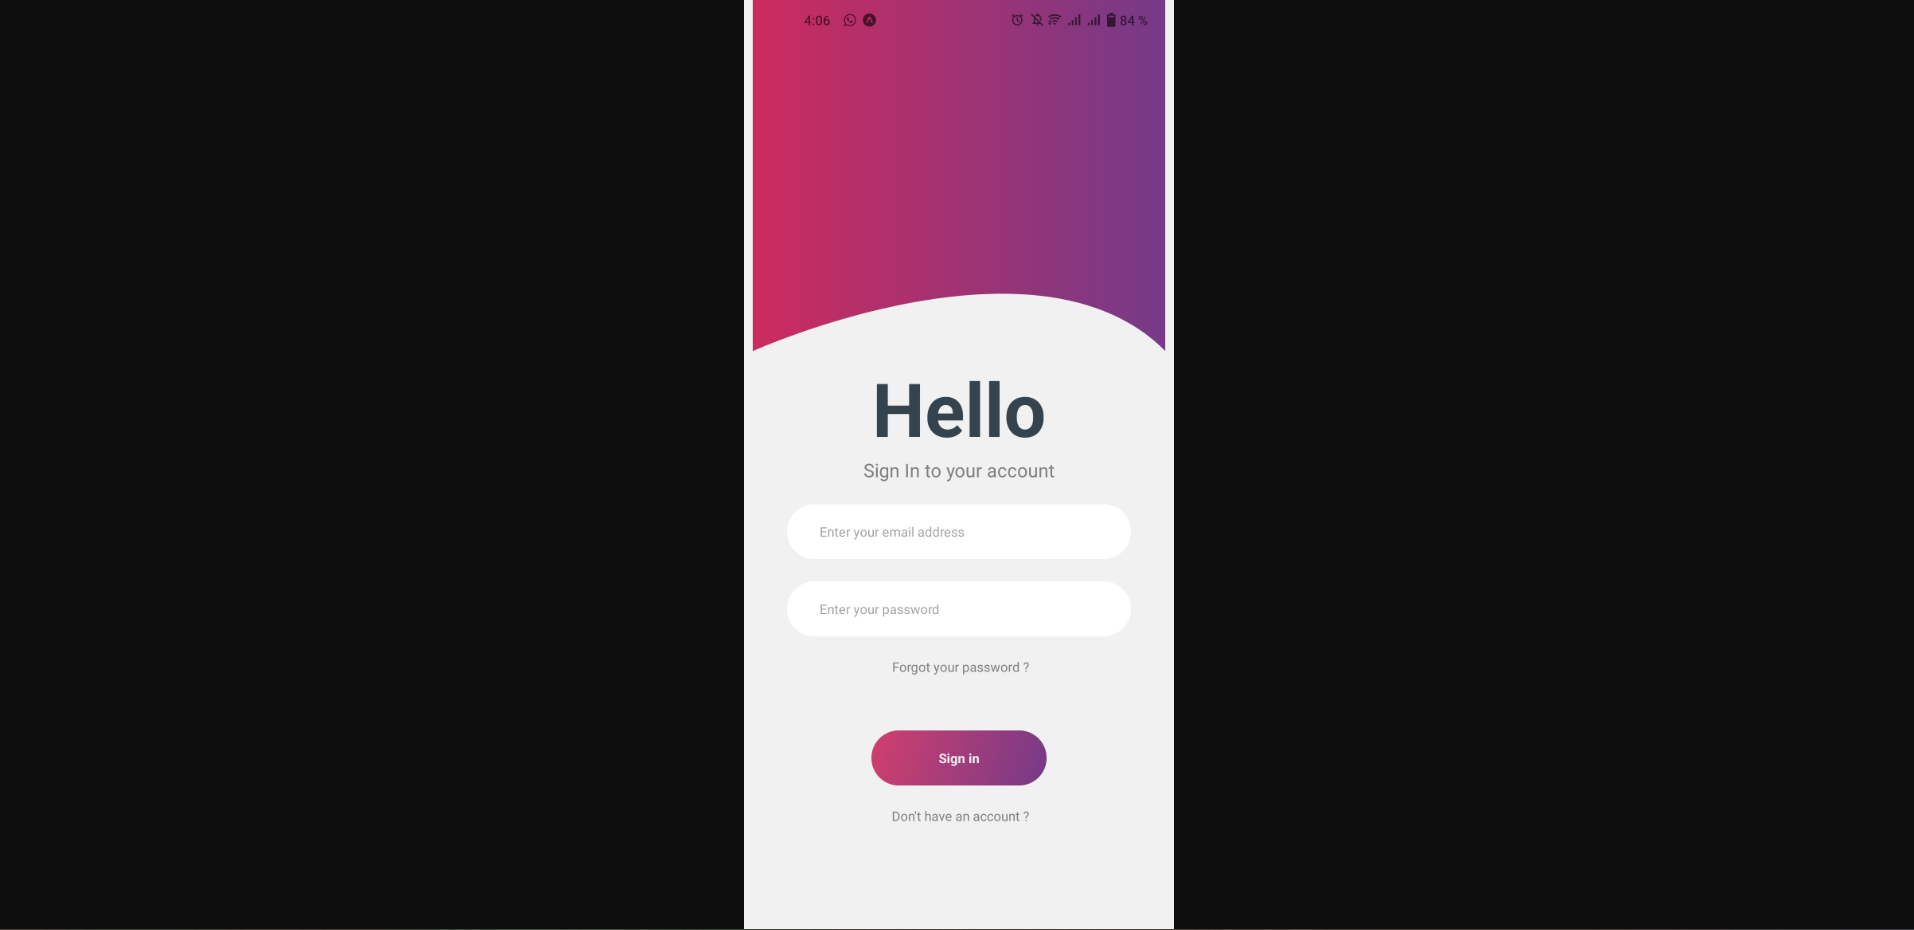 4:06 84 %
Hello
Sign In to your account
Enter your email address
Enter your password
Forgot your password ?
Sign in
Don't have an account ?